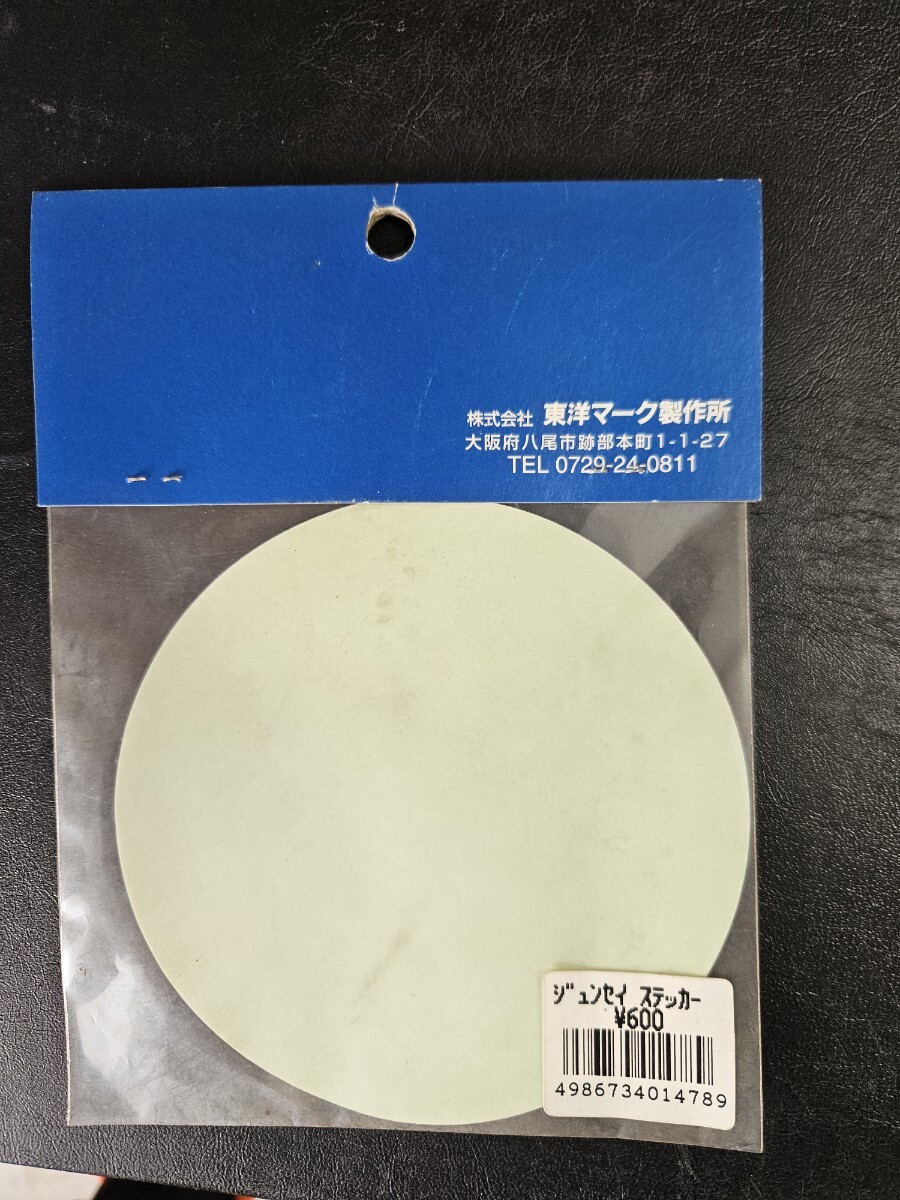 株式会社 東洋マーク製作所
大阪府八尾市跡部本町1-1-27
TEL 0729-24-0811
ジュンセイ ステッカー
¥600
4986734014789